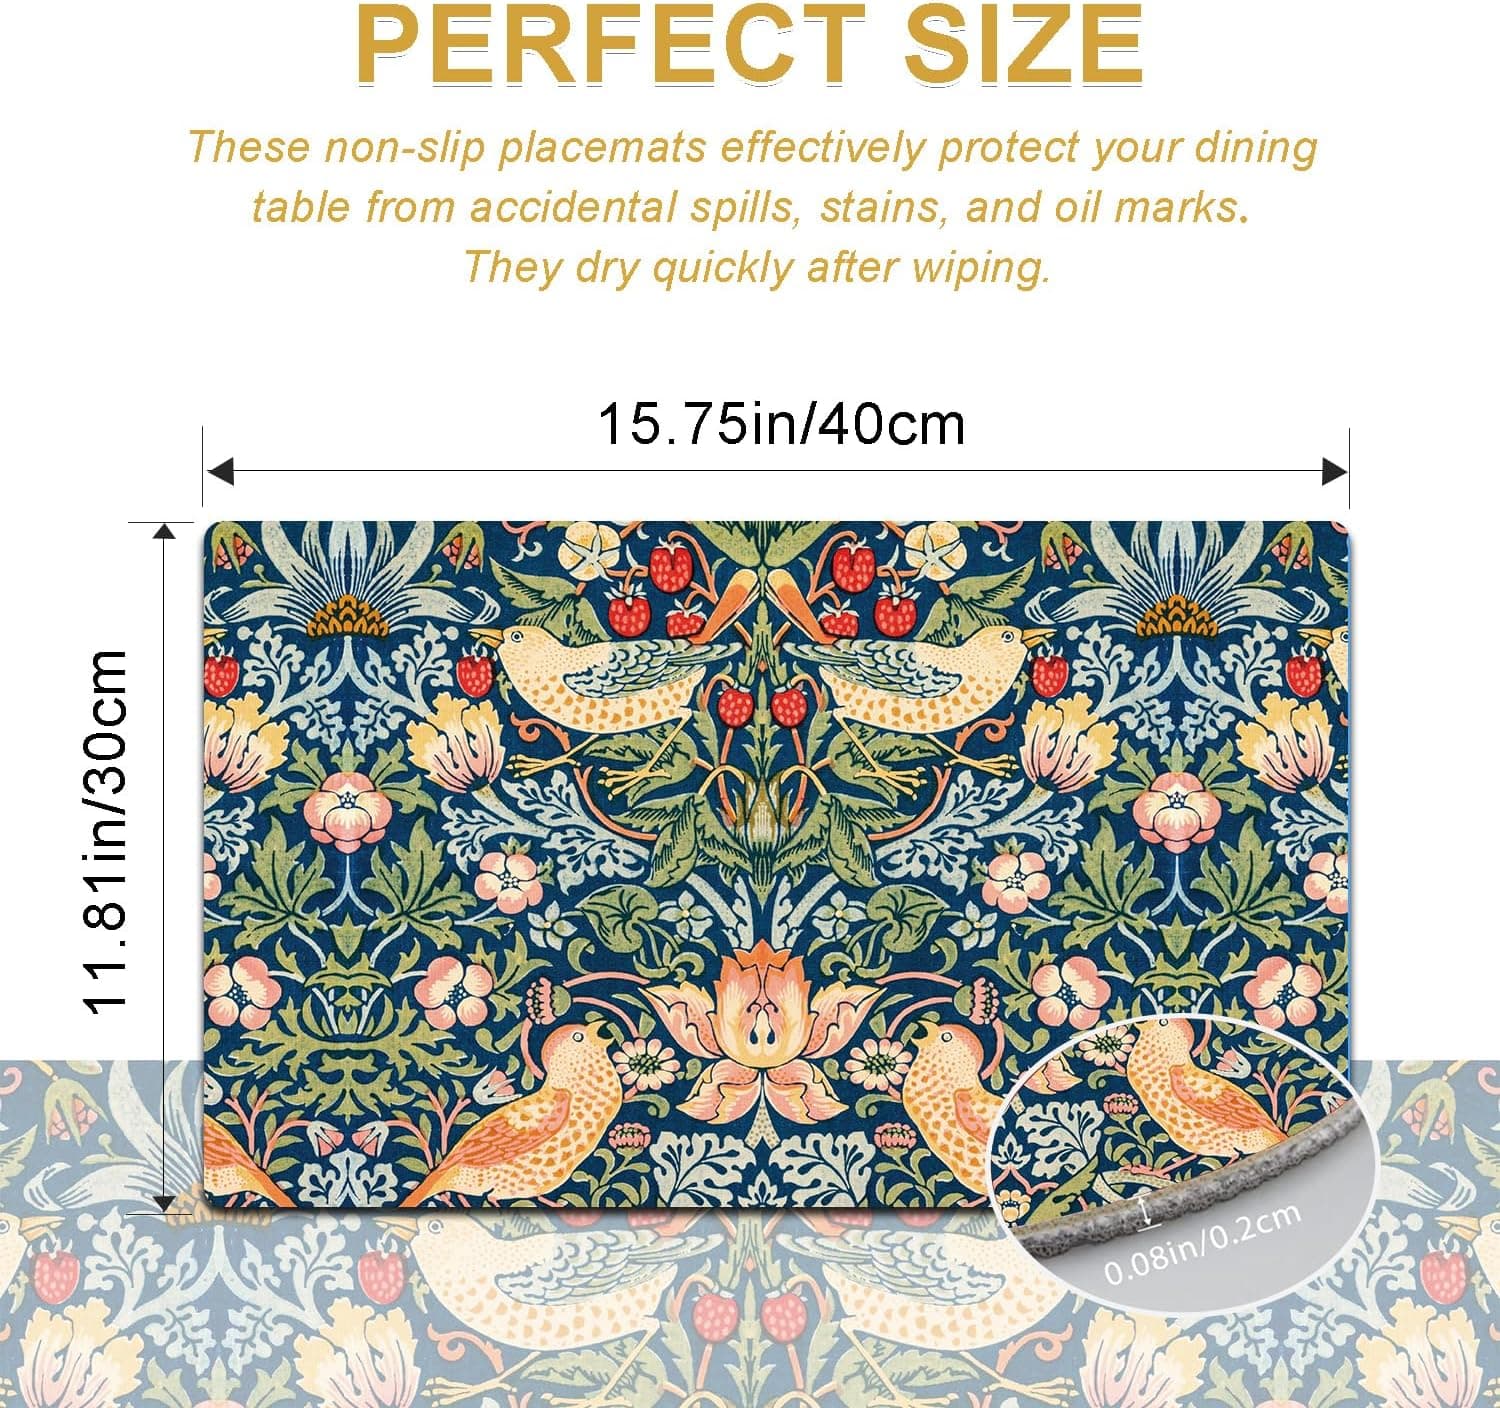 PERFECT SIZE
These non-slip placemats effectively protect your dining
table from accidental spills, stains, and oil marks.
They dry quickly after wiping.
15.75in/40cm
11.81in/30cm
0.08in/0.2cm